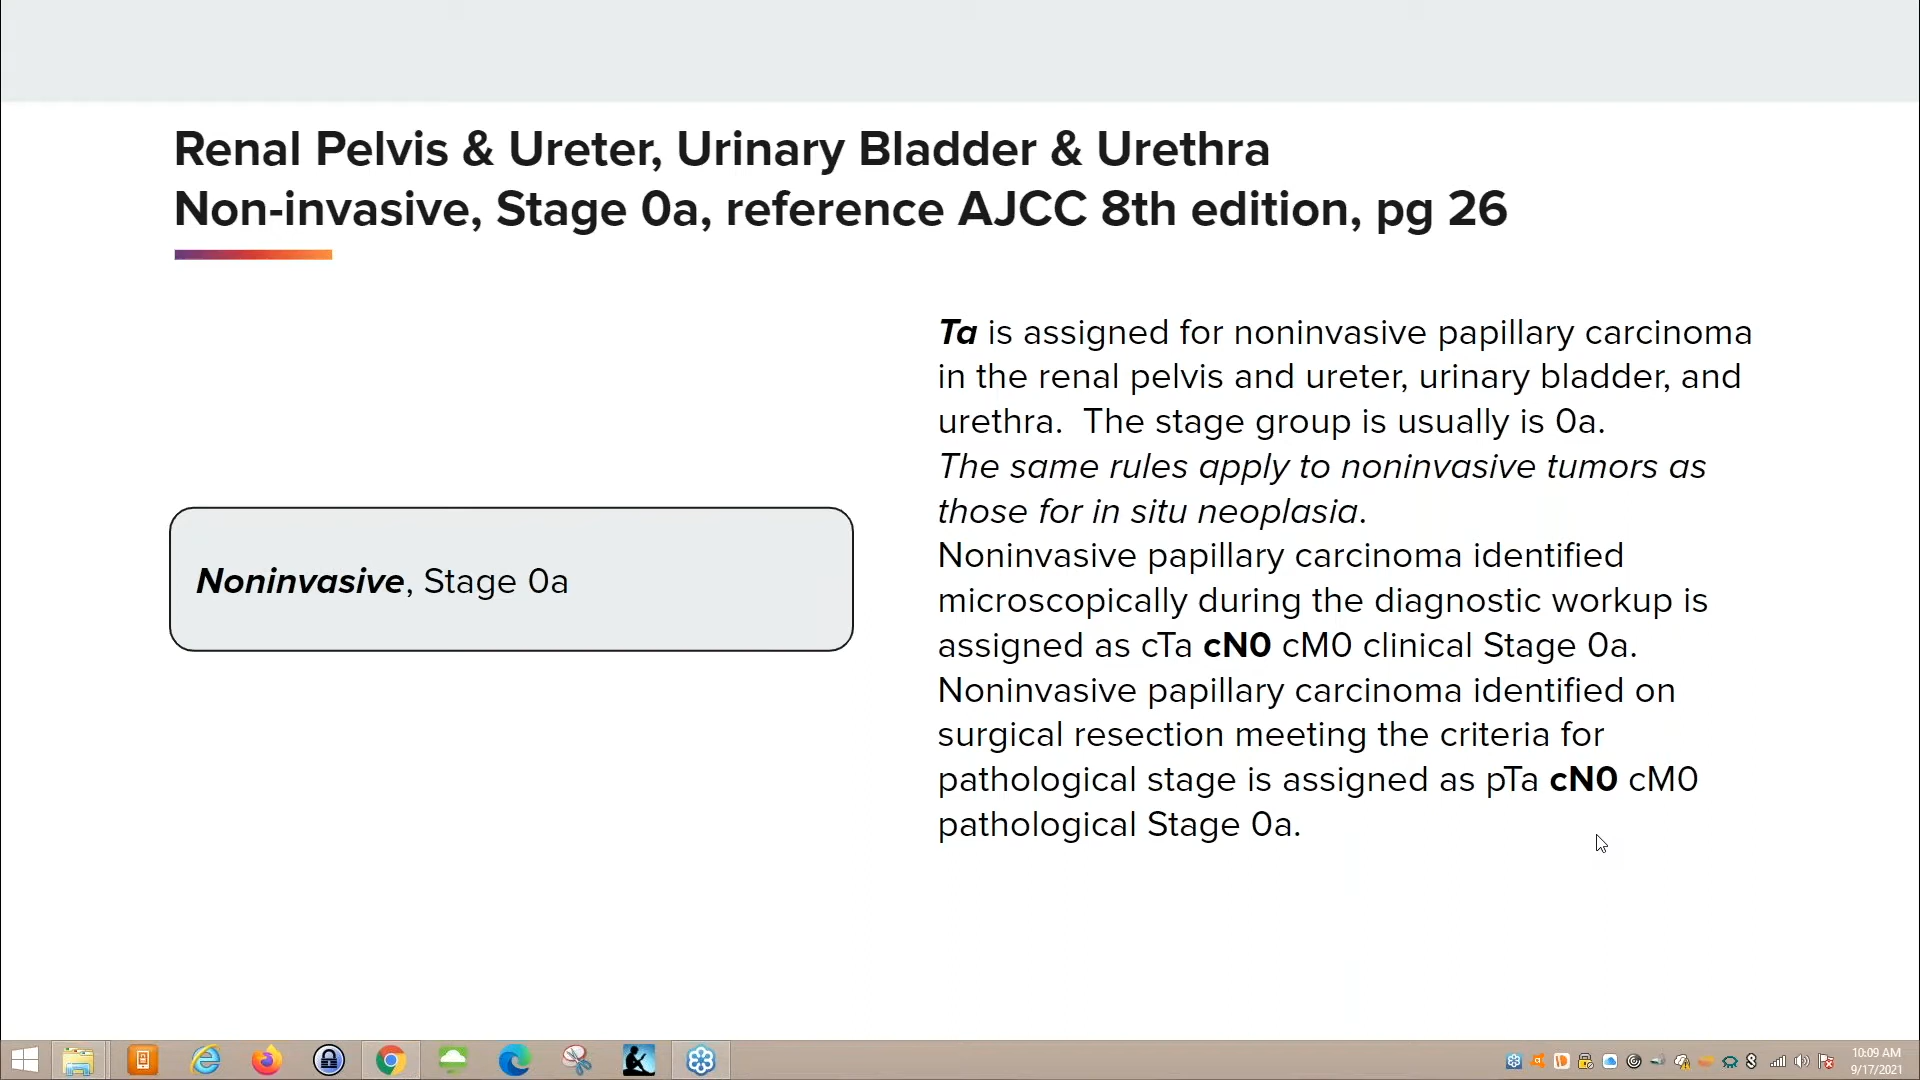 Renal Pelvis & Ureter, Urinary Bladder & Urethra
Non-invasive, Stage 0a, reference AJCC 8th edition, pg 26
Noninvasive, Stage 0a
Ta is assigned for noninvasive papillary carcinoma
in the renal pelvis and ureter, urinary bladder, and
urethra.  The stage group is usually is 0a.
The same rules apply to noninvasive tumors as
those for in situ neoplasia.
Noninvasive papillary carcinoma identified
microscopically during the diagnostic workup is
assigned as cTa cN0 cM0 clinical Stage 0a.
Noninvasive papillary carcinoma identified on
surgical resection meeting the criteria for
pathological stage is assigned as pTa cN0 cM0
pathological Stage 0a.
10:09 AM
9/17/2021